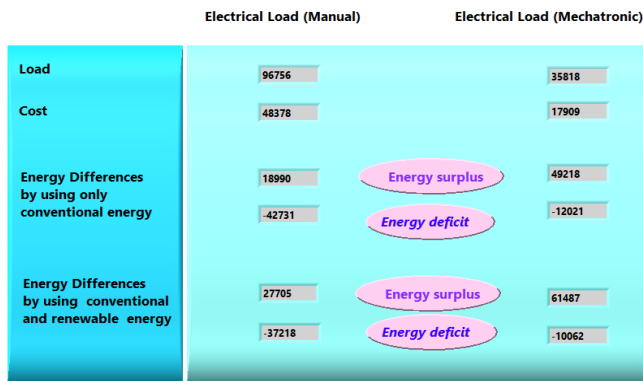 Electrical Load (Manual) Electrical Load (Mechatronic)
Load 96756 35818
Cost 48378 17909
Energy Differences
by using only
conventional energy
18990 Energy surplus 49218
-42731 Energy deficit -12021
Energy Differences
by using conventional
and renewable energy
27705 Energy surplus 61487
-37218 Energy deficit -10062